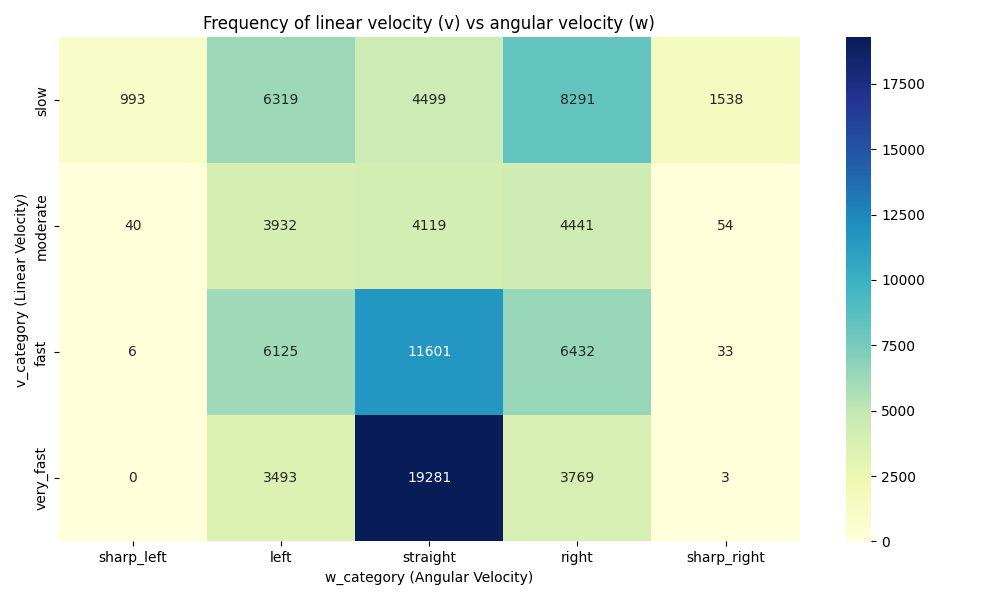 Frequency of linear velocity (v) vs angular velocity (w)
v_category (Linear Velocity)
slow
993 6319 4499 8291 1538
moderate
40 3932 4119 4441 54
fast
6 6125 11601 6432 33
very_fast
0 3493 19281 3769 3
sharp_left left straight right sharp_right
w_category (Angular Velocity)
17500
15000
12500
10000
7500
5000
2500
0